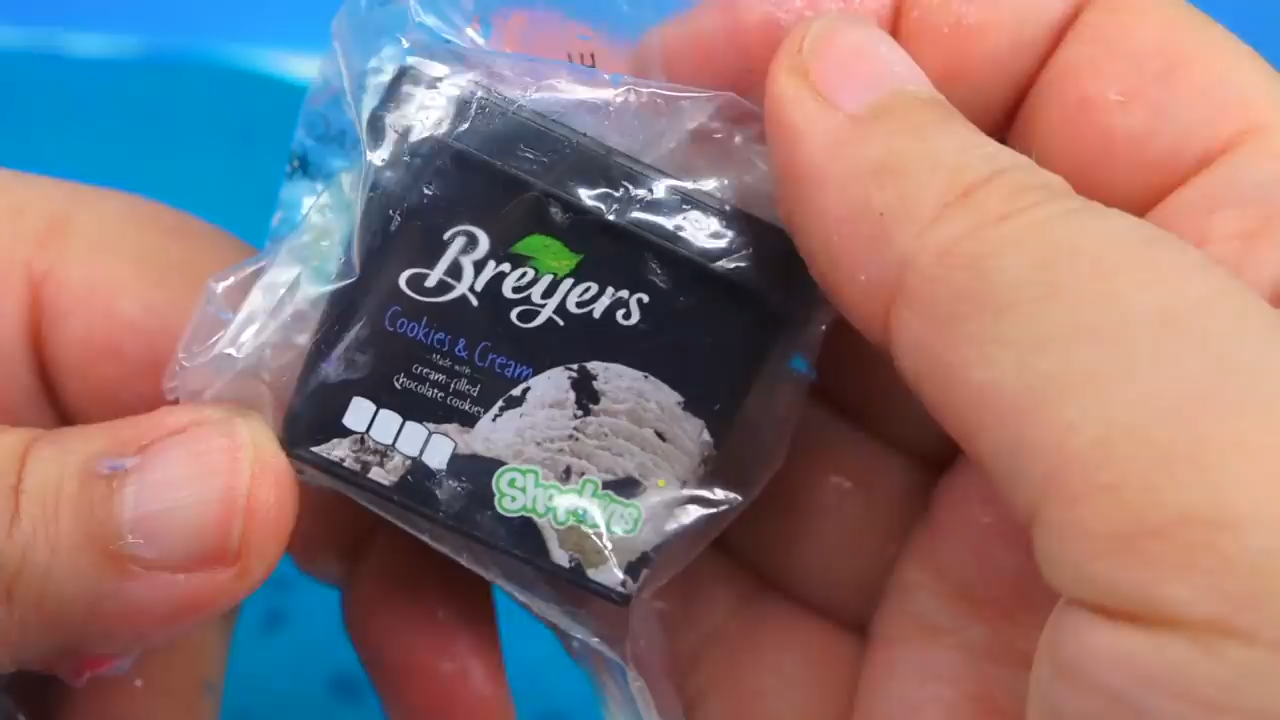 Breyers
Cookies & Cream
Made with
cream-filled
chocolate cookies
Shopkins